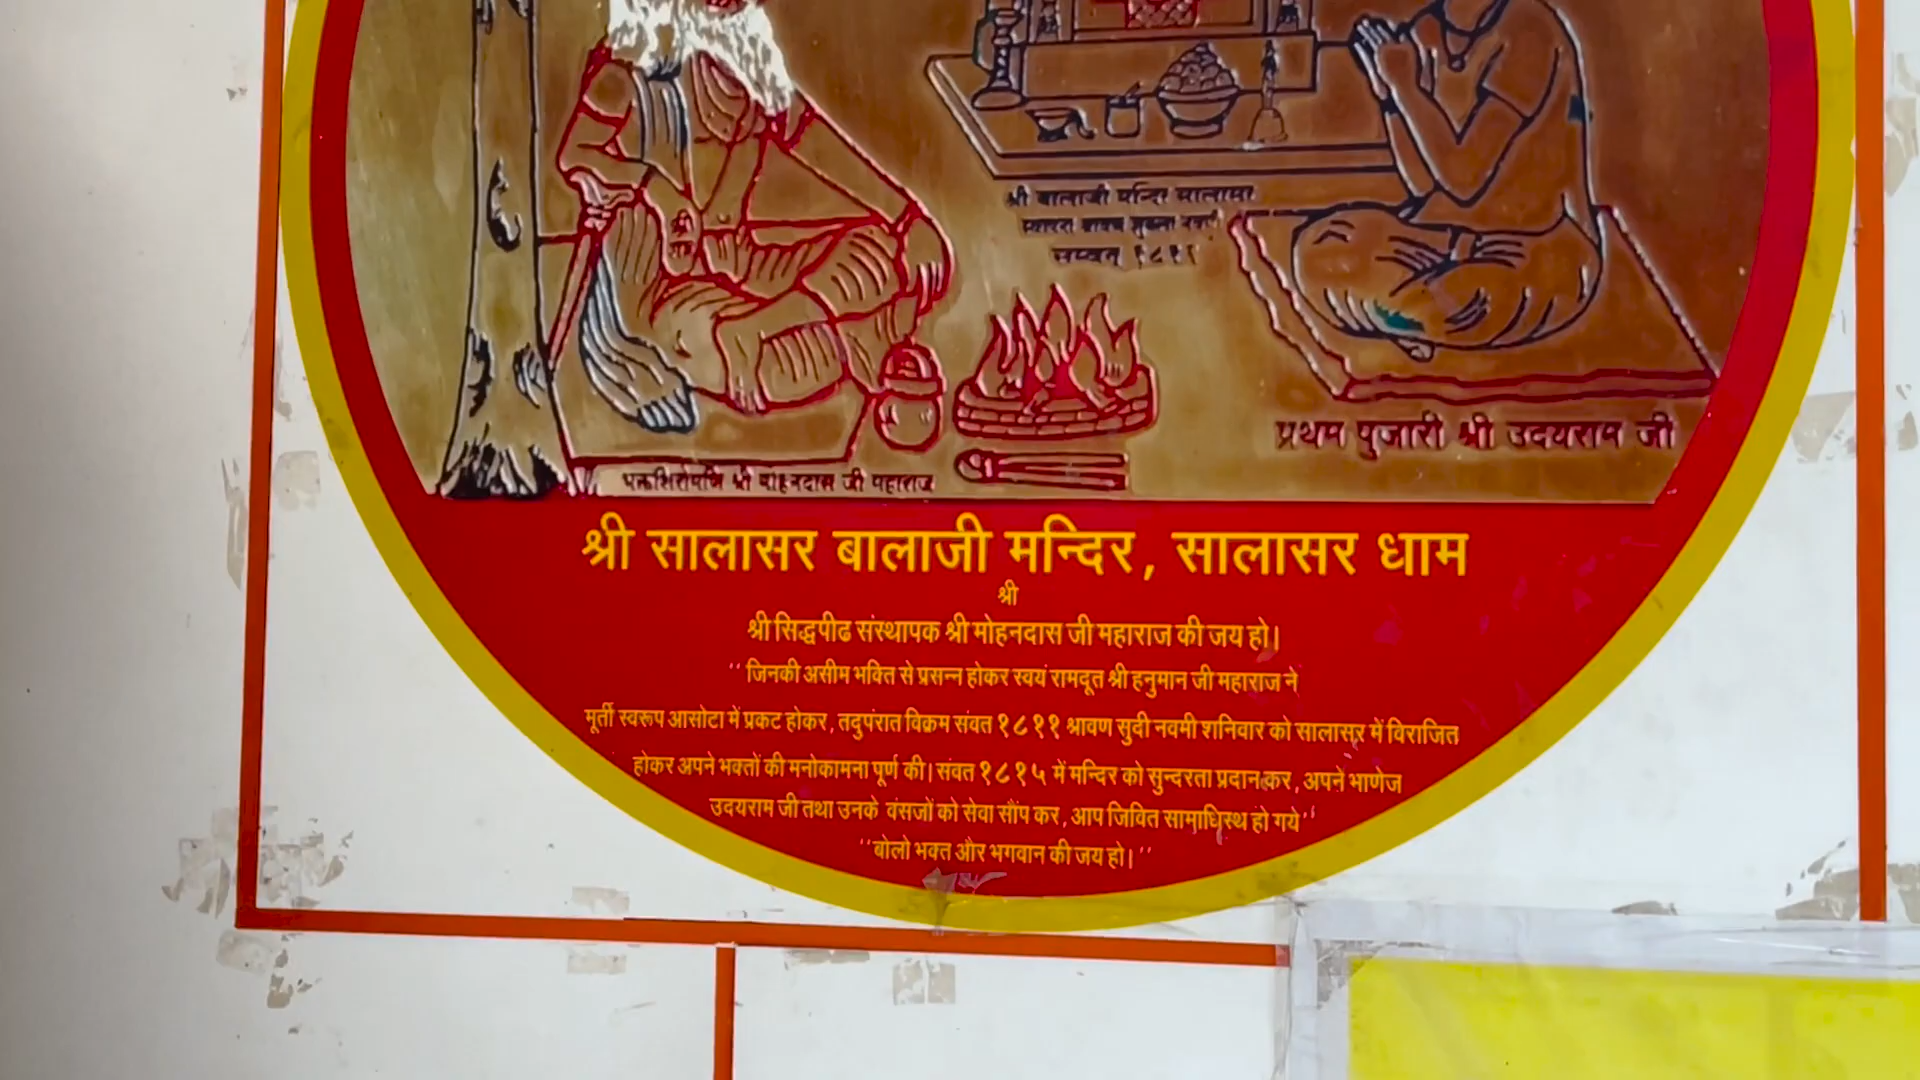 श्री बालाजी मन्दिर सालासर
सम्वत् १८११
प्रथम पुजारी श्री उदयराम जी
भक्तशिरोमणि श्री मोहनदास जी महाराज
श्री सालासर बालाजी मन्दिर, सालासर धाम
श्री
श्री सिद्धपीढ संस्थापक श्री मोहनदास जी महाराज की जय हो।
‘‘जिनकी असीम भक्ति से प्रसन्न होकर स्वयं रामदूत श्री हनुमान जी महाराज ने
मूर्ती स्वरूप आसोटा में प्रकट होकर, तदुपंरात विक्रम संवत १८११ श्रावण सुदी नवमी शनिवार को सालासर में विराजित
होकर अपने भक्तों की मनोकामना पूर्ण की। संवत १८१५ में मन्दिर को सुन्दरता प्रदान कर, अपने भाणेज
उदयराम जी तथा उनके वंसजों को सेवा सौंप कर, आप जिवित सामाधिस्थ हो गये’’
‘‘बोलो भक्त और भगवान की जय हो।’’